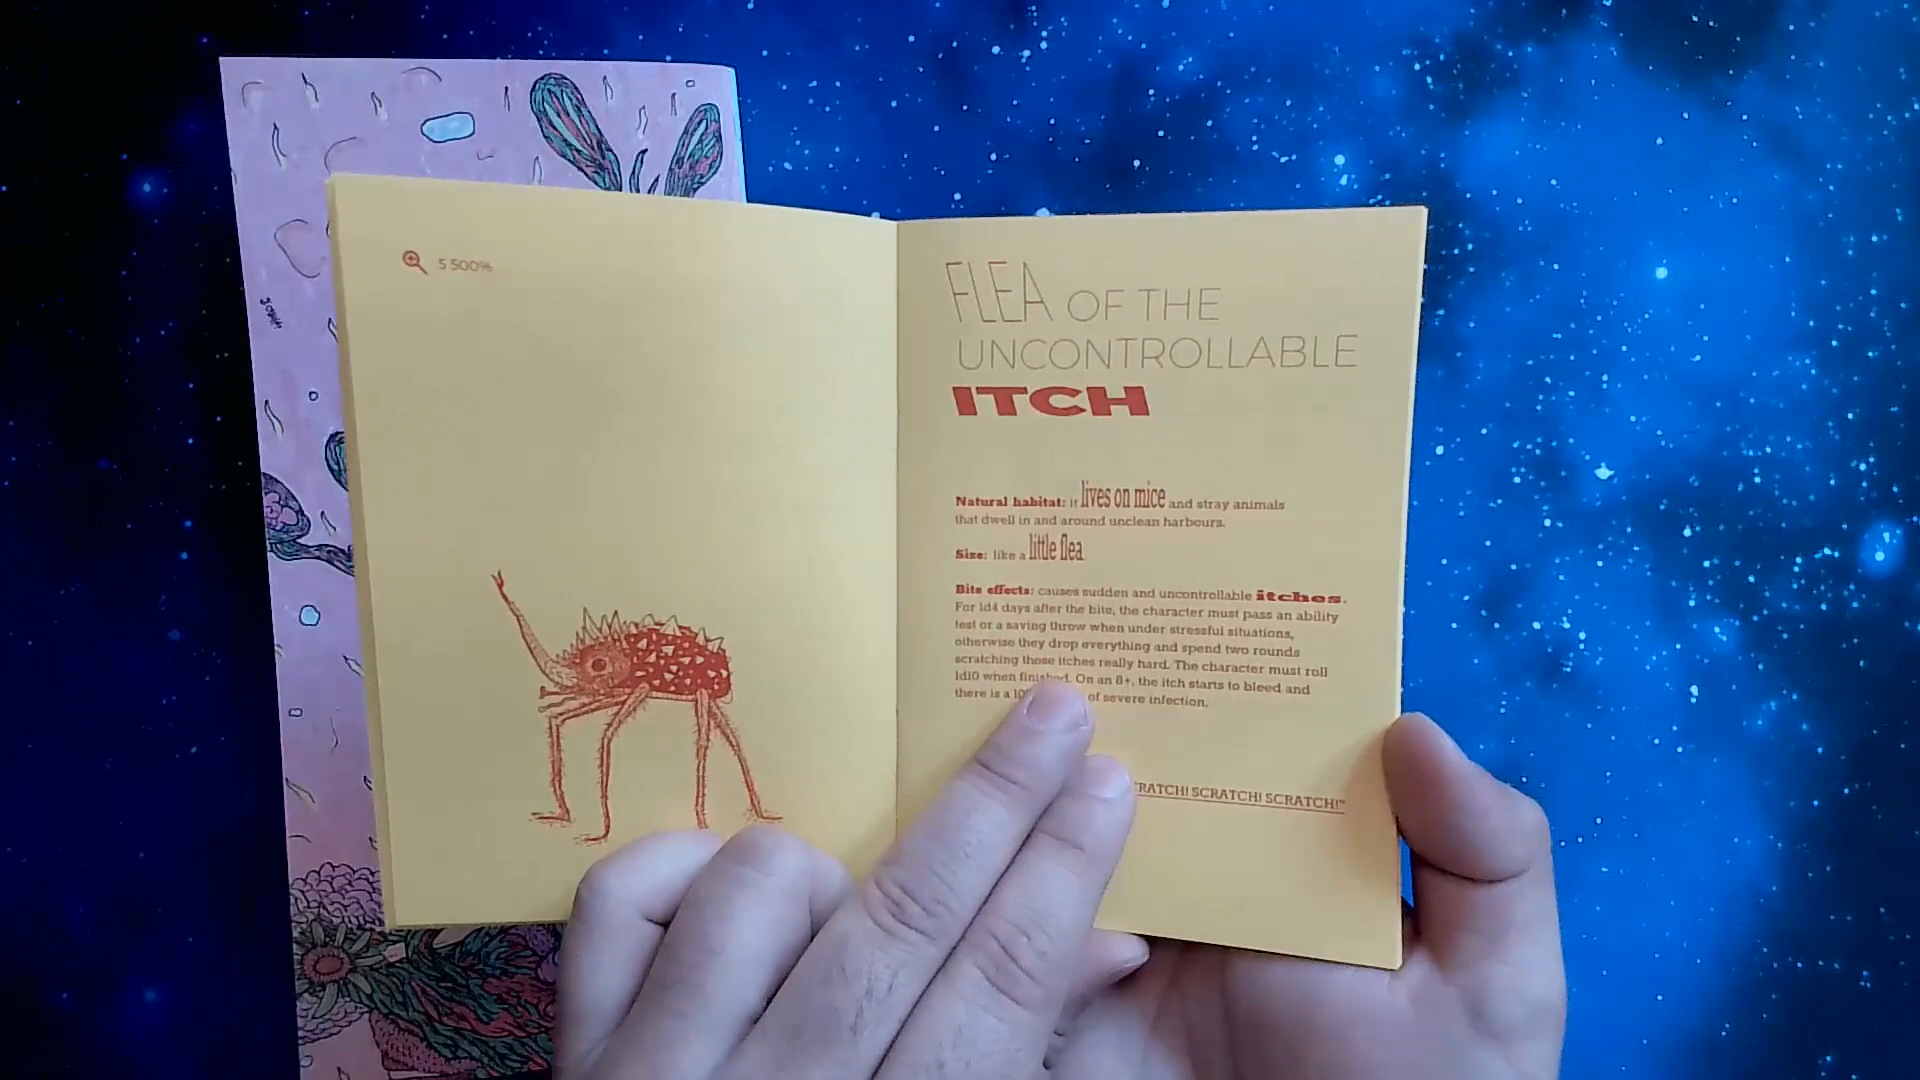 5 500%
FLEA OF THE
UNCONTROLLABLE
ITCH
Natural habitat: it lives on mice and stray animals
that dwell in and around unclean harbours.
Size: like a little flea
Bite effects: causes sudden and uncontrollable itches.
For 1d4 days after the bite, the character must pass an ability
test or a saving throw when under stressful situations,
otherwise they drop everything and spend two rounds
scratching those itches really hard. The character must roll
1d10 when finished. On an 8+, the itch starts to bleed and
there is a of severe infection.
RATCH! SCRATCH! SCRATCH!"